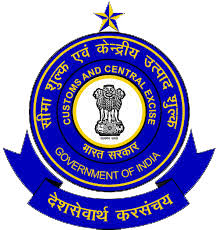 सीमा शुल्क एवं केन्द्रीय उत्पाद शुल्क
CUSTOMS AND CENTRAL EXCISE
भारत सरकार
GOVERNMENT OF INDIA
देशसेवार्थ करसंचय